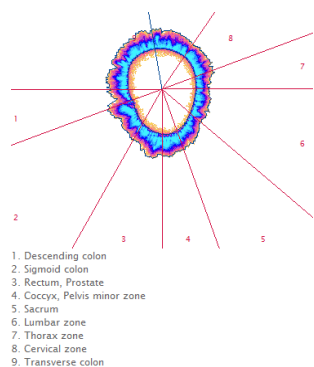 8
7
1
6
2
3
4
5
1. Descending colon
2. Sigmoid colon
3. Rectum, Prostate
4. Coccyx, Pelvis minor zone
5. Sacrum
6. Lumbar zone
7. Thorax zone
8. Cervical zone
9. Transverse colon